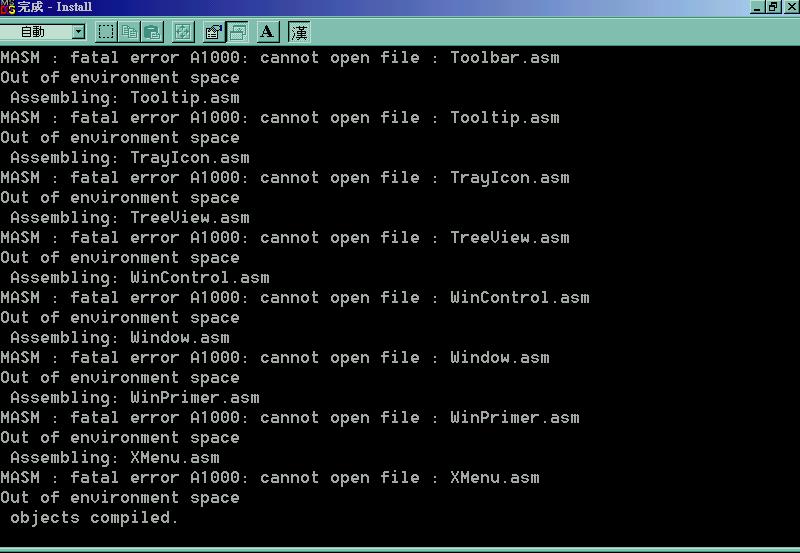 完成 - Install
自動
A 漢
MASM : fatal error A1000: cannot open file : Toolbar.asm
Out of environment space
Assembling: Tooltip.asm
MASM : fatal error A1000: cannot open file : Tooltip.asm
Out of environment space
Assembling: TrayIcon.asm
MASM : fatal error A1000: cannot open file : TrayIcon.asm
Out of environment space
Assembling: TreeView.asm
MASM : fatal error A1000: cannot open file : TreeView.asm
Out of environment space
Assembling: WinControl.asm
MASM : fatal error A1000: cannot open file : WinControl.asm
Out of environment space
Assembling: Window.asm
MASM : fatal error A1000: cannot open file : Window.asm
Out of environment space
Assembling: WinPrimer.asm
MASM : fatal error A1000: cannot open file : WinPrimer.asm
Out of environment space
Assembling: XMenu.asm
MASM : fatal error A1000: cannot open file : XMenu.asm
Out of environment space
objects compiled.